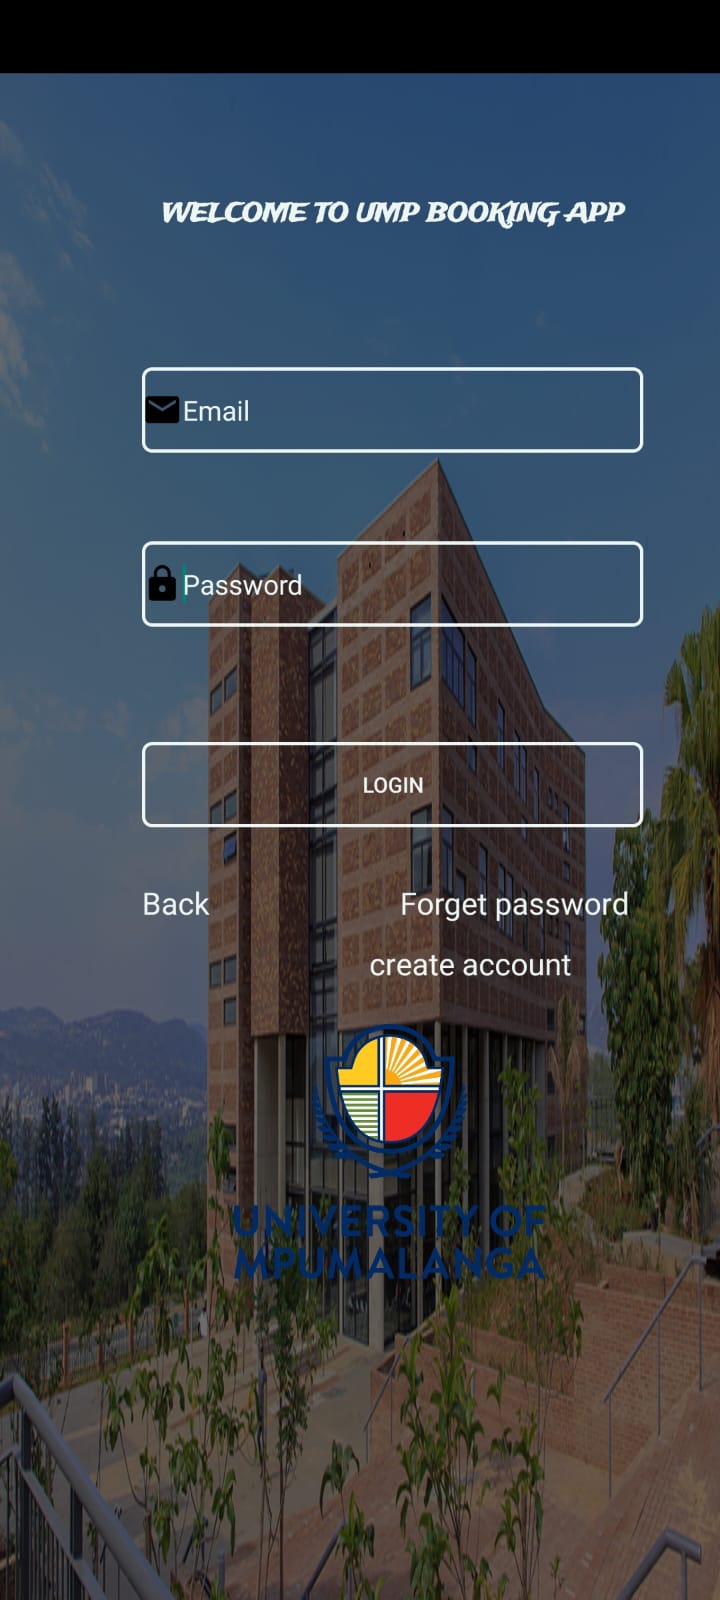 WELCOME TO UMP BOOKING APP
Email
Password
LOGIN
Back
Forget password
create account
UNIVERSITY OF
MPUMALANGA